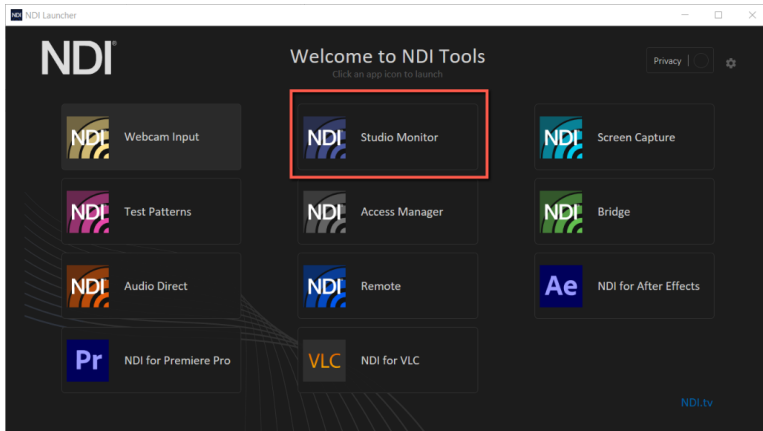 NDI NDI Launcher
NDI®
Welcome to NDI Tools
Click an app icon to launch
Privacy
NDI Webcam Input
NDI Studio Monitor
NDI Screen Capture
NDI Test Patterns
NDI Access Manager
NDI Bridge
NDI Audio Direct
NDI Remote
Ae NDI for After Effects
Pr NDI for Premiere Pro
VLC NDI for VLC
NDI.tv